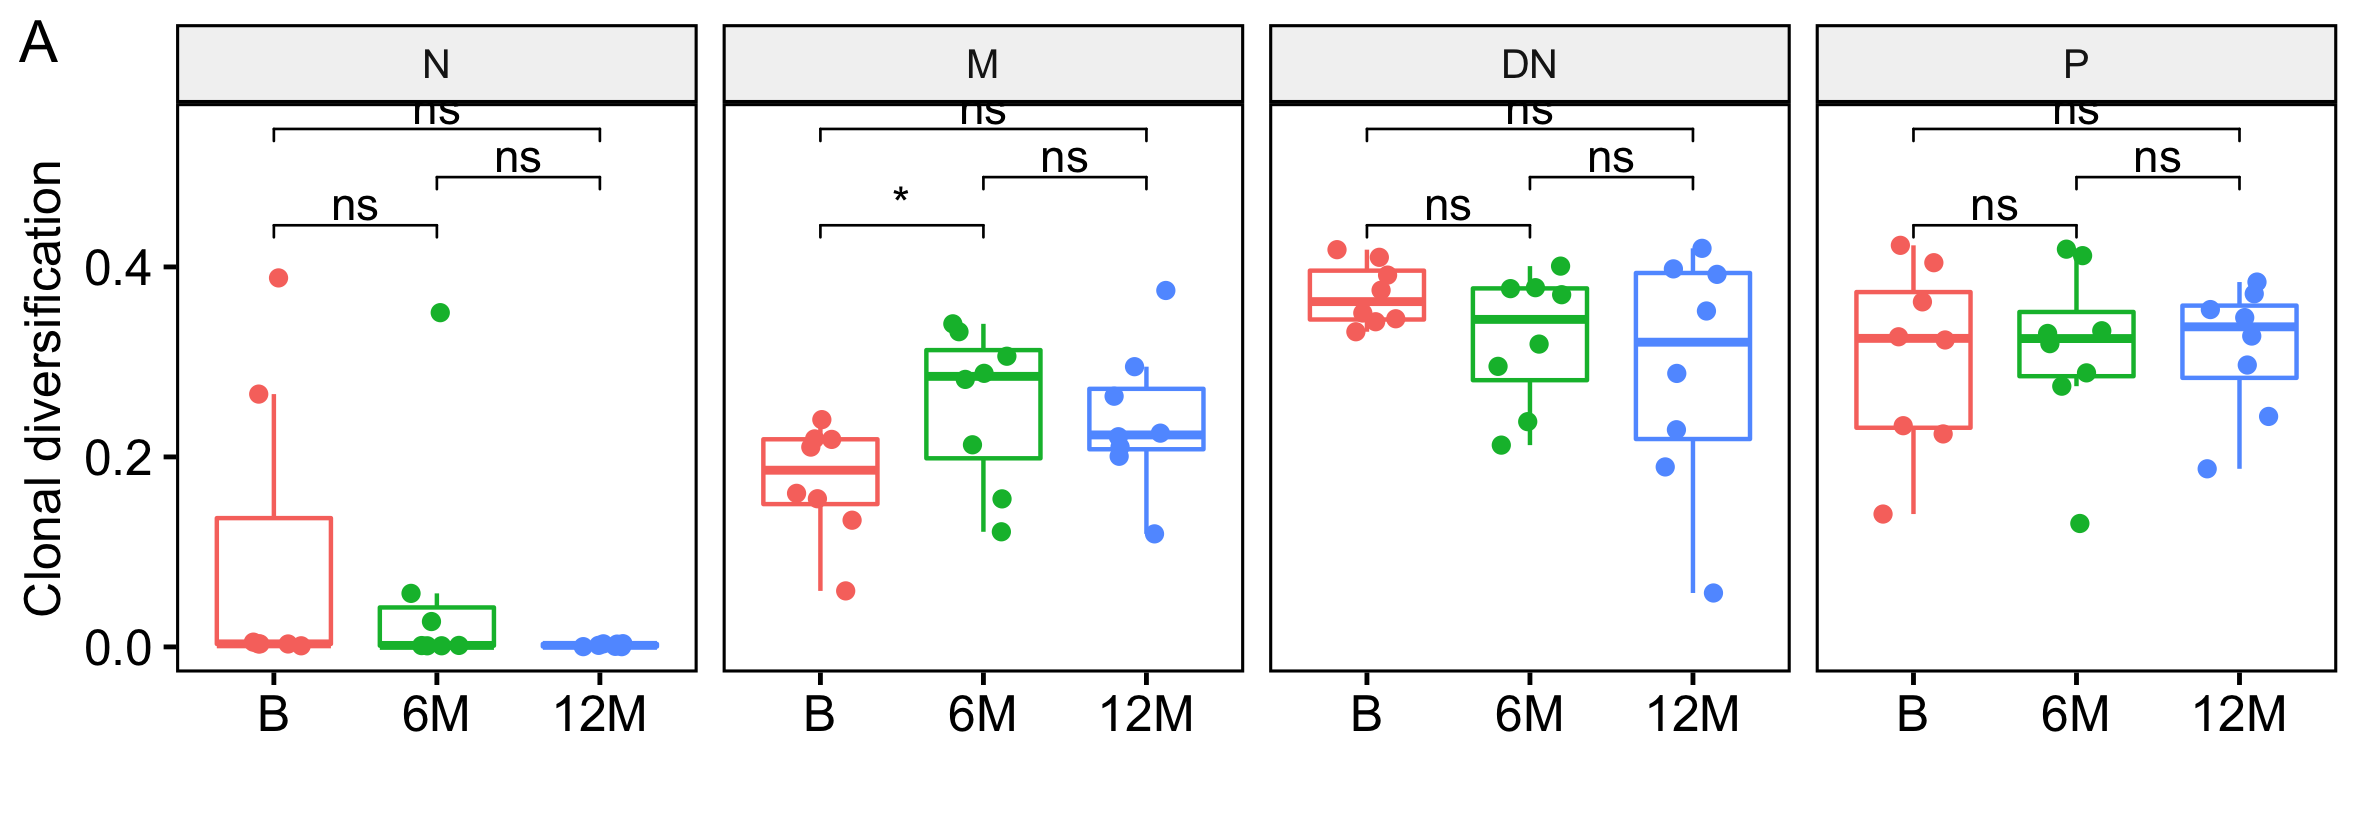 A
N M DN P
ns ns ns ns
ns ns ns ns
ns * ns ns
Clonal diversification
0.4
0.2
0.0
B 6M 12M B 6M 12M B 6M 12M B 6M 12M